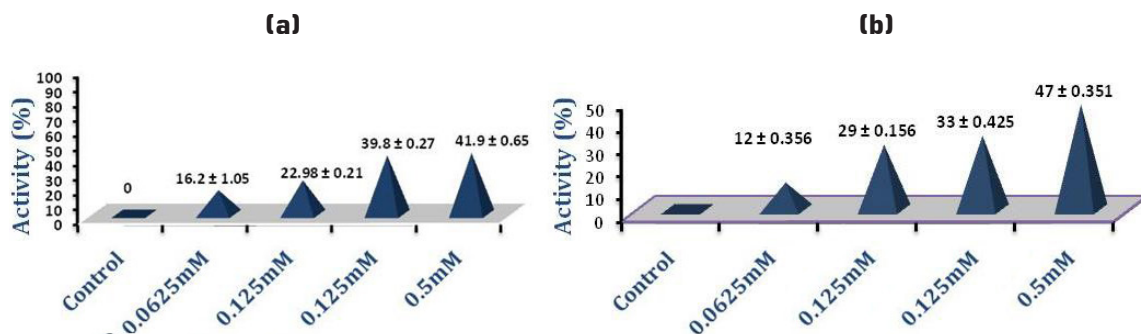 (a)
Activity (%)
100
90
80
70
60
50
40
30
20
10
0
0
16.2 ± 1.05
22.98 ± 0.21
39.8 ± 0.27
41.9 ± 0.65
Control
0.0625mM
0.125mM
0.125mM
0.5mM
(b)
Activity (%)
50
40
30
20
10
0
12 ± 0.356
29 ± 0.156
33 ± 0.425
47 ± 0.351
Control
0.0625mM
0.125mM
0.125mM
0.5mM